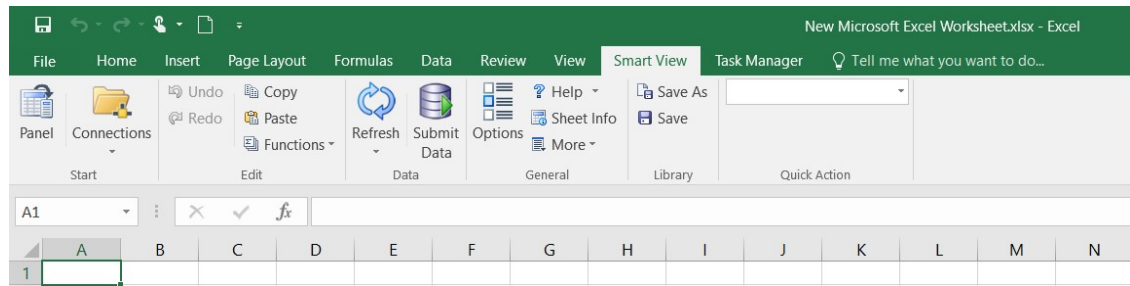 New Microsoft Excel Worksheet.xlsx - Excel
File Home Insert Page Layout Formulas Data Review View Smart View Task Manager Tell me what you want to do...
Undo Copy ? Help Save As
Redo Paste Sheet Info Save
Panel Connections Refresh Submit Data Options
Functions More
Start Edit Data General Library Quick Action
A1 fx
A B C D E F G H I J K L M N
1